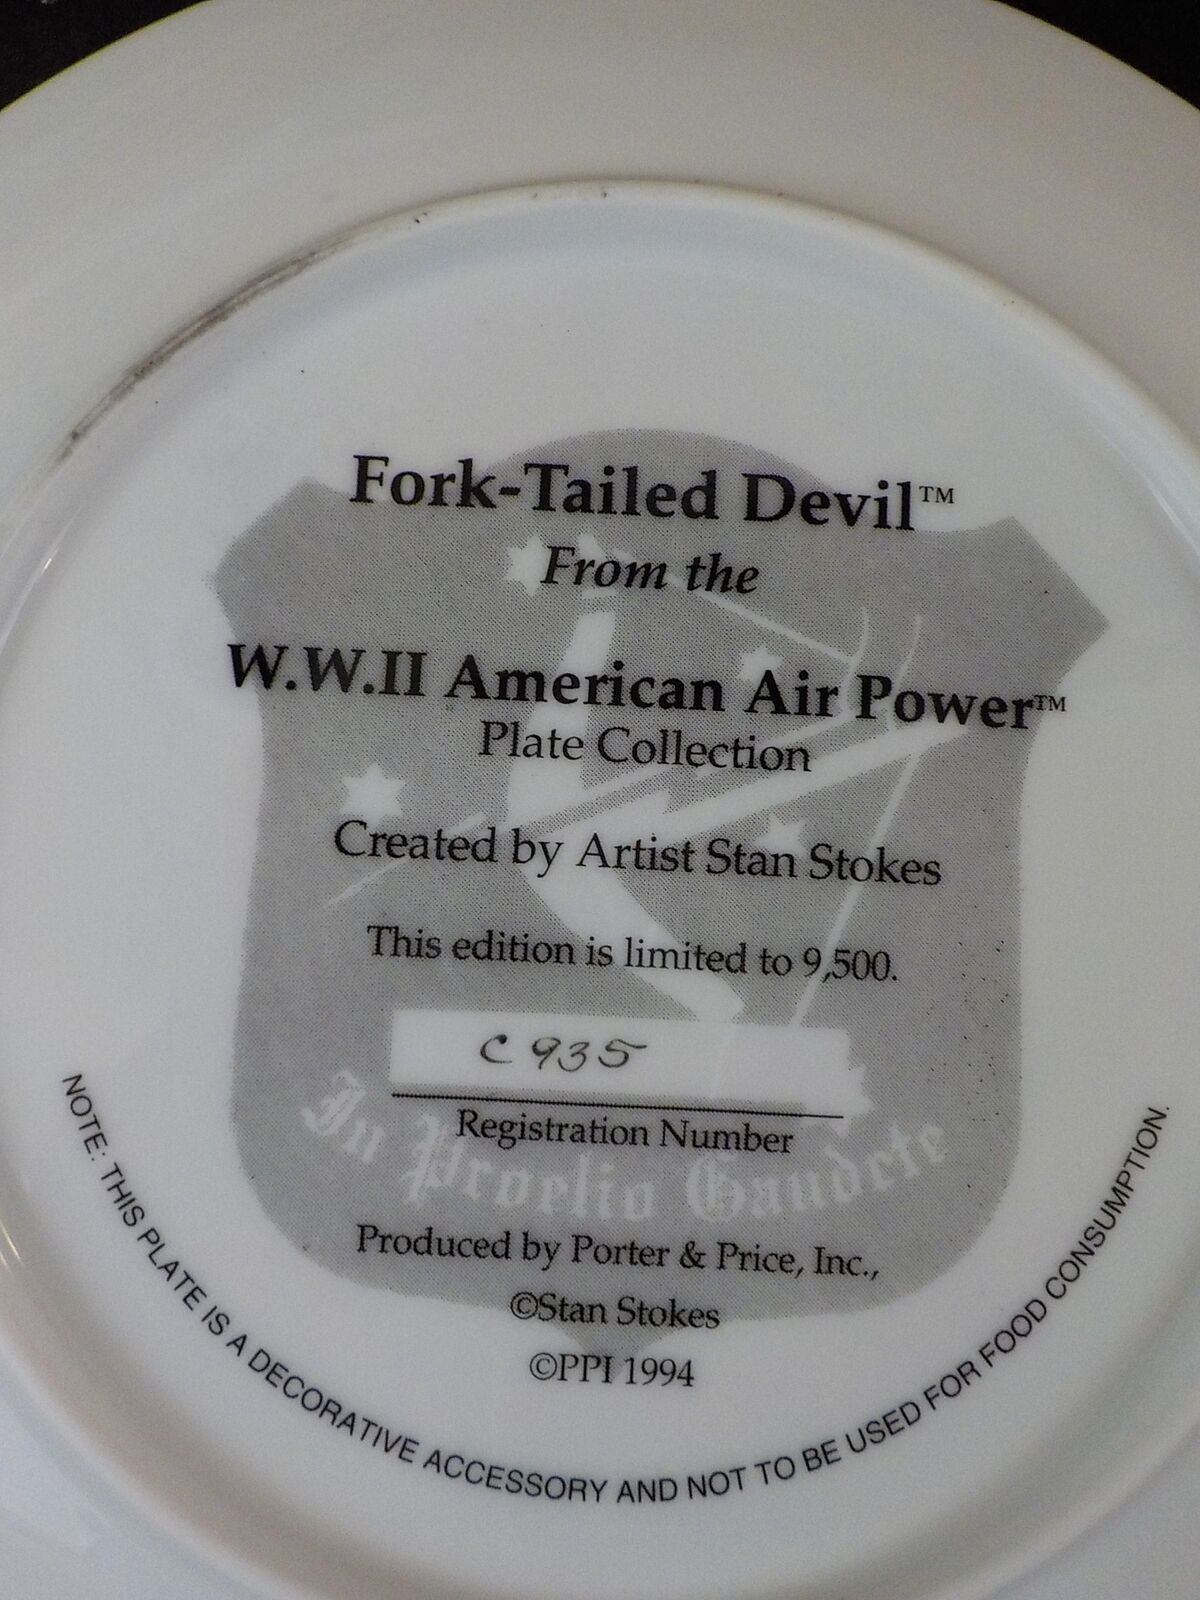 Fork-Tailed Devil™
From the
W.W.II American Air Power™
Plate Collection
Created by Artist Stan Stokes
This edition is limited to 9,500.
C 935
Registration Number
In Proelio Gaudete
Produced by Porter & Price, Inc.,
©Stan Stokes
©PPI 1994
NOTE: THIS PLATE IS A DECORATIVE ACCESSORY AND NOT TO BE USED FOR FOOD CONSUMPTION.